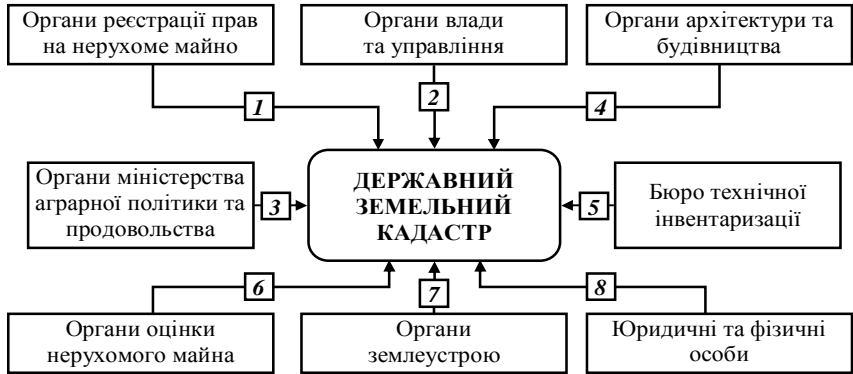 Органи реєстрації прав
на нерухоме майно
Органи влади
та управління
Органи архітектури та
будівництва
1
2
4
Органи міністерства
аграрної політики та
продовольства
3
ДЕРЖАВНИЙ
ЗЕМЕЛЬНИЙ
КАДАСТР
5
Бюро технічної
інвентаризації
6
7
8
Органи оцінки
нерухомого майна
Органи
землеустрою
Юридичні та фізичні
особи